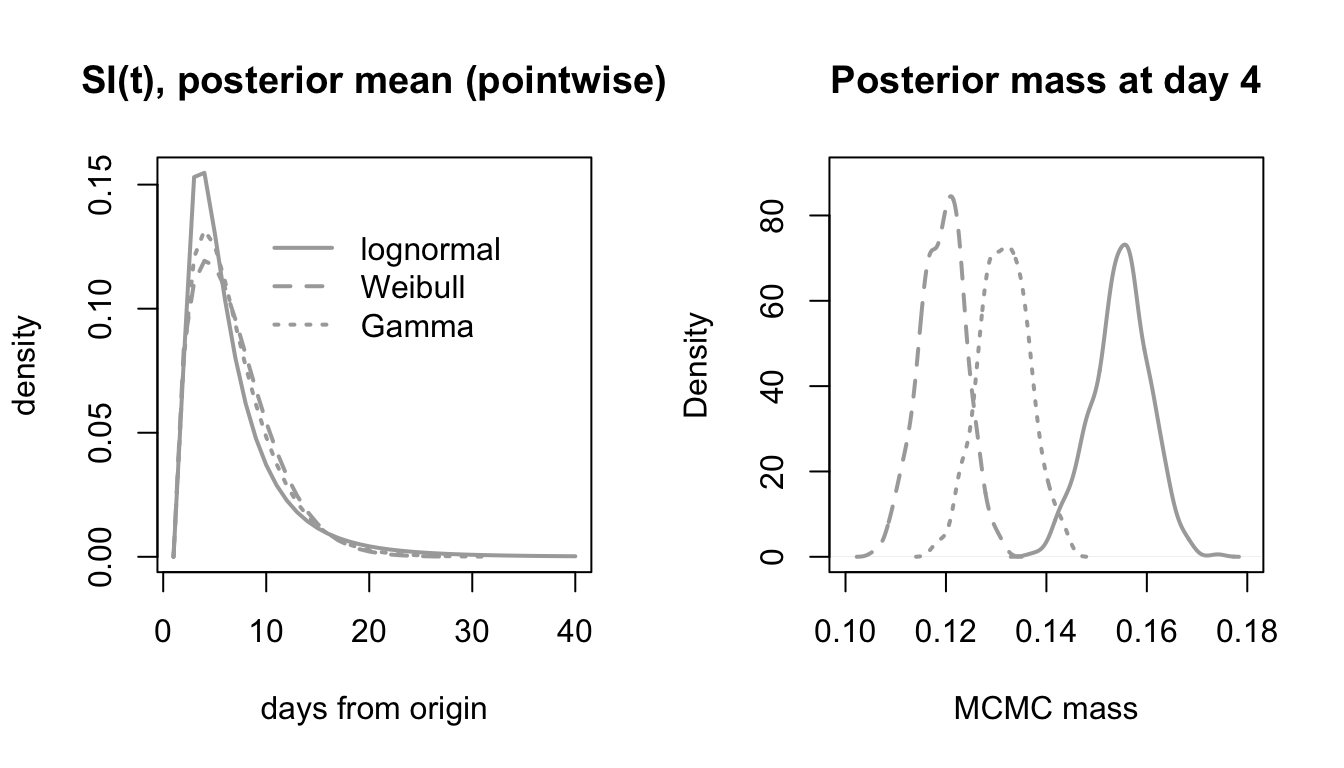 SI(t), posterior mean (pointwise)
density
0.00 0.05 0.10 0.15
lognormal
Weibull
Gamma
0 10 20 30 40
days from origin
Posterior mass at day 4
Density
0 20 40 60 80
0.10 0.12 0.14 0.16 0.18
MCMC mass